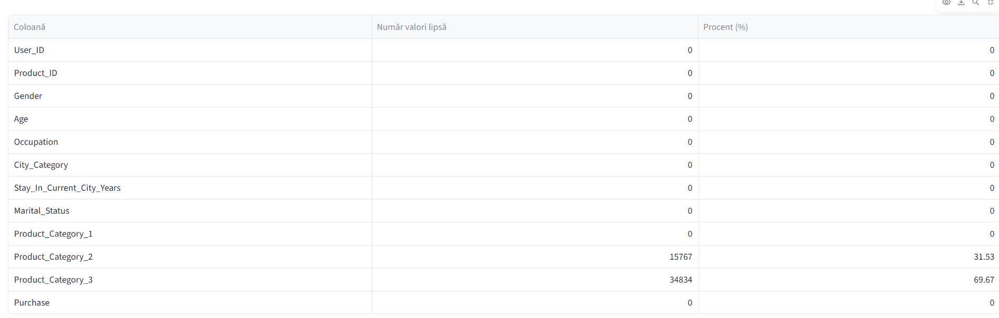 Coloană Număr valori lipsă Procent (%)
User_ID 0 0
Product_ID 0 0
Gender 0 0
Age 0 0
Occupation 0 0
City_Category 0 0
Stay_In_Current_City_Years 0 0
Marital_Status 0 0
Product_Category_1 0 0
Product_Category_2 15767 31.53
Product_Category_3 34834 69.67
Purchase 0 0